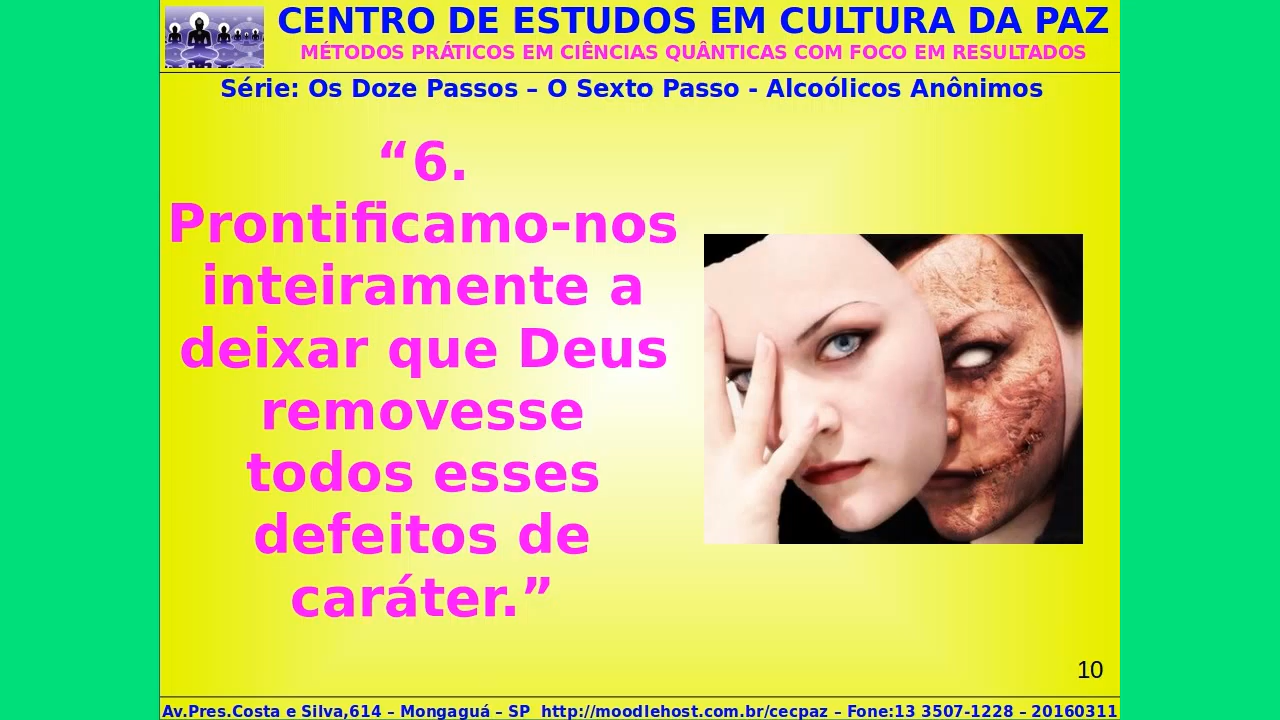 CENTRO DE ESTUDOS EM CULTURA DA PAZ
MÉTODOS PRÁTICOS EM CIÊNCIAS QUÂNTICAS COM FOCO EM RESULTADOS
Série: Os Doze Passos – O Sexto Passo - Alcoólicos Anônimos
“6.
Prontificamo-nos
inteiramente a
deixar que Deus
removesse
todos esses
defeitos de
caráter.”
10
Av.Pres.Costa e Silva,614 – Mongaguá – SP http://moodlehost.com.br/cecpaz – Fone:13 3507-1228 – 20160311